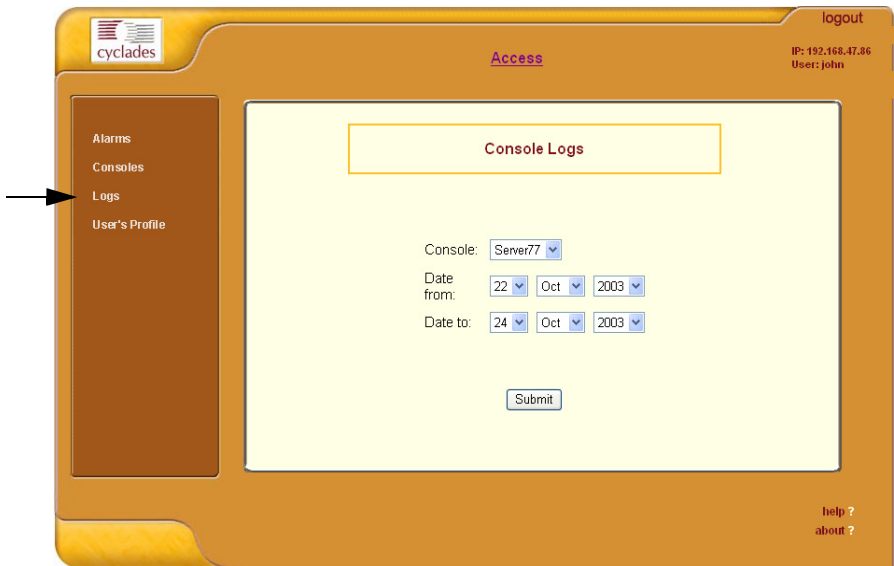 logout
cyclades
Access
IP: 192.168.47.86
User: john
Alarms
Consoles
Logs
User's Profile
Console Logs
Console: Server77
Date from: 22 Oct 2003
Date to: 24 Oct 2003
Submit
help ?
about ?